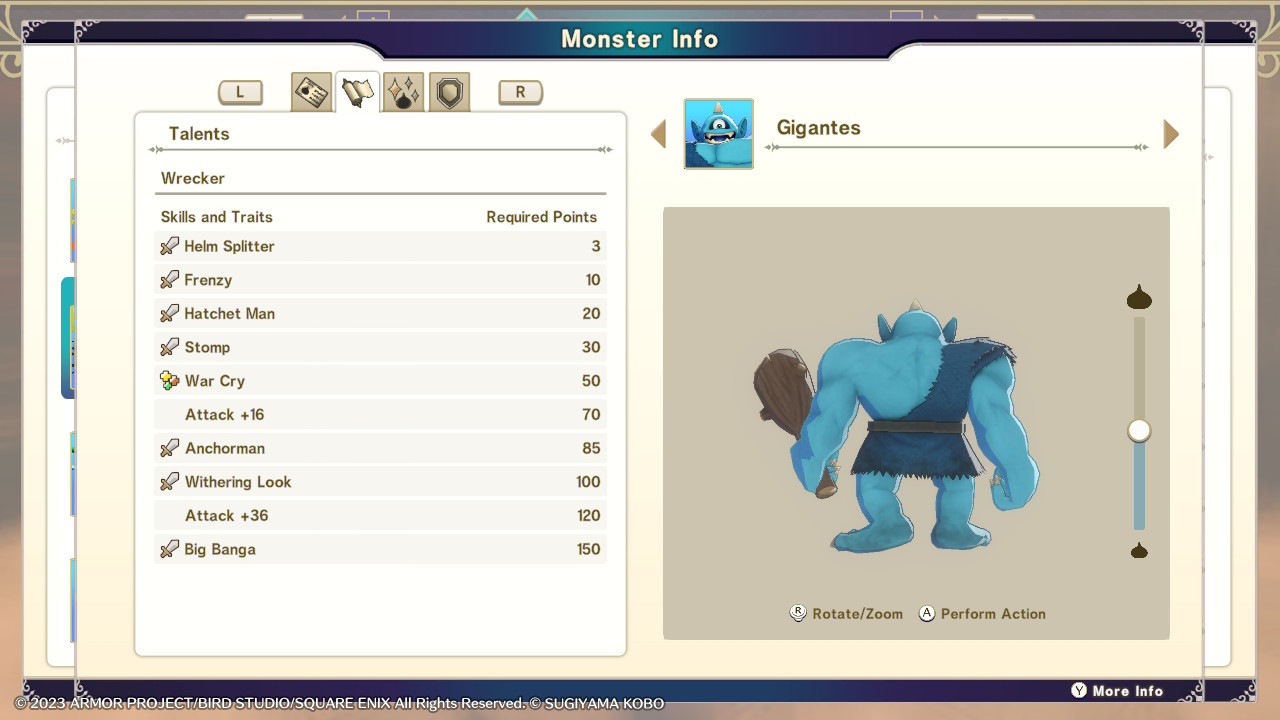 Monster Info
L
R
Talents
Wrecker
Skills and Traits Required Points
Helm Splitter 3
Frenzy 10
Hatchet Man 20
Stomp 30
War Cry 50
Attack +16 70
Anchorman 85
Withering Look 100
Attack +36 120
Big Banga 150
Gigantes
R Rotate/Zoom A Perform Action
Y More Info
© 2023 ARMOR PROJECT/BIRD STUDIO/SQUARE ENIX All Rights Reserved. © SUGIYAMA KOBO